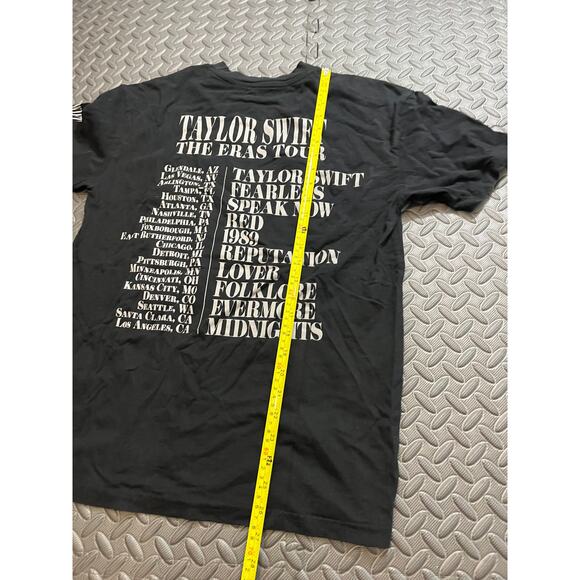 TAYLOR SWIFT
THE ERAS TOUR
GLENDALE, AZ
LAS VEGAS, NV
ARLINGTON, TX
TAMPA, FL
HOUSTON, TX
ATLANTA, GA
NASHVILLE, TN
PHILADELPHIA, PA
FOXBOROUGH, MA
EAST RUTHERFORD, NJ
CHICAGO, IL
DETROIT, MI
PITTSBURGH, PA
MINNEAPOLIS, MN
CINCINNATI, OH
KANSAS CITY, MO
DENVER, CO
SEATTLE, WA
SANTA CLARA, CA
LOS ANGELES, CA
TAYLOR SWIFT
FEARLESS
SPEAK NOW
RED
1989
REPUTATION
LOVER
FOLKLORE
EVERMORE
MIDNIGHTS